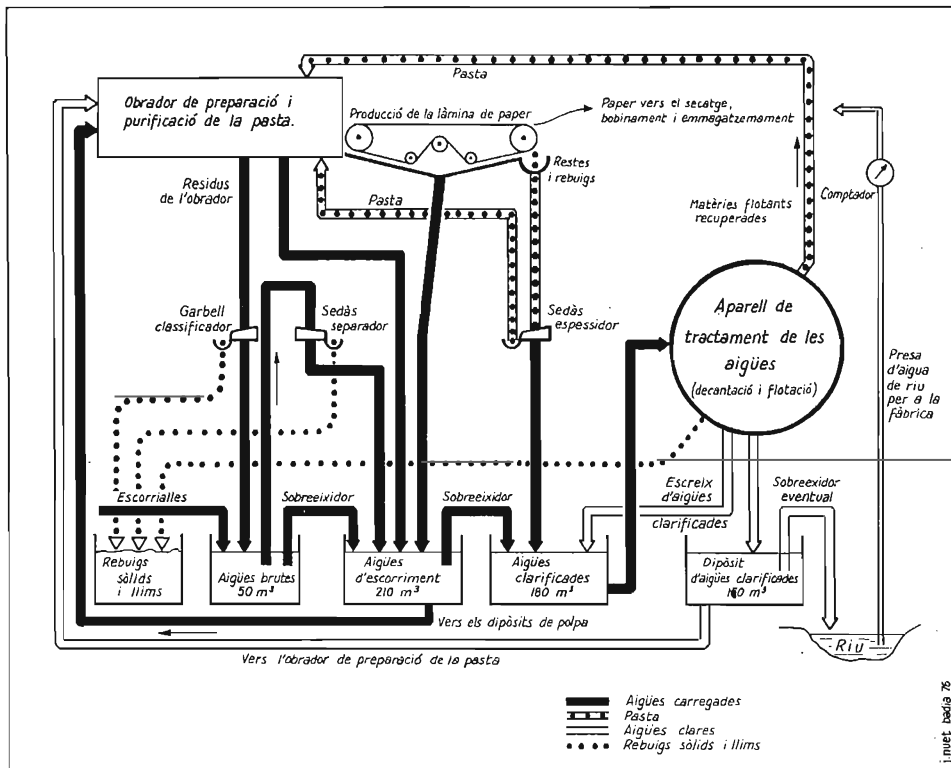 Pasta
Obrador de preparació i
purificació de la pasta.
Producció de la làmina de paper
Paper vers el secatge,
bobinament i emmagatzemament
Restes
i rebuigs
Residus
de l'obrador
Pasta
Matèries flotants
recuperades
Comptador
Garbell
classificador
Sedàs
separador
Sedàs
espessidor
Aparell de
tractament de les
aigües
(decantació i flotació)
Presa
d'aigua
de riu
per a la
fàbrica
Escorrialles
Sobreeixidor
Sobreeixidor
Escreix
d'aigües
clarificades
Sobreexidor
eventual
Rebuigs
sòlids
i llims
Aigües brutes
50 m³
Aigües
d'escorriment
210 m³
Aigües
clarificades
180 m³
Dipòsit
d'aigües clarificades
m³
Vers els dipòsits de polpa
Riu
Vers l'obrador de preparació de la pasta
Aigües carregades
Pasta
Aigües clares
Rebuigs sòlids i llims
badia 76